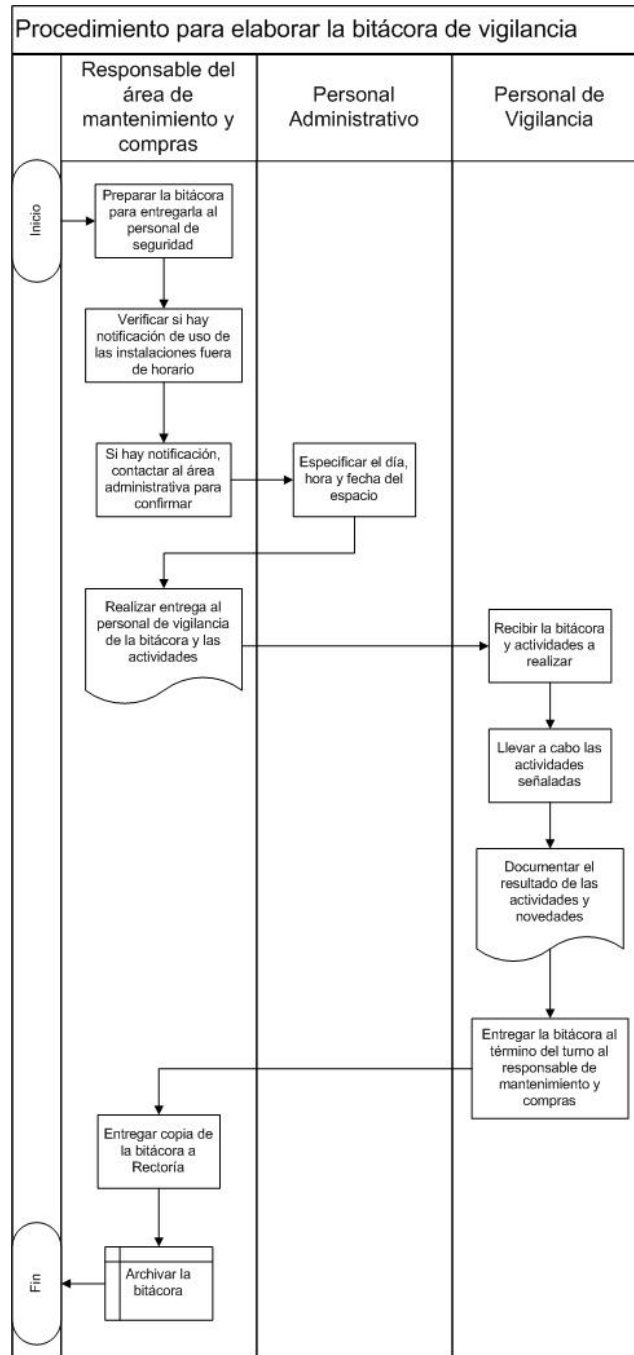 Procedimiento para elaborar la bitácora de vigilancia
Responsable del
área de
mantenimiento y
compras
Personal
Administrativo
Personal de
Vigilancia
Inicio
Preparar la bitácora
para entregarla al
personal de
seguridad
Verificar si hay
notificación de uso de
las instalaciones fuera
de horario
Si hay notificación,
contactar al área
administrativa para
confirmar
Especificar el día,
hora y fecha del
espacio
Realizar entrega al
personal de vigilancia
de la bitácora y las
actividades
Recibir la bitácora
y actividades a
realizar
Llevar a cabo las
actividades
señaladas
Documentar el
resultado de las
actividades y
novedades
Entregar la bitácora al
término del turno al
responsable de
mantenimiento y
compras
Entregar copia de
la bitácora a
Rectoría
Archivar la
bitácora
Fin